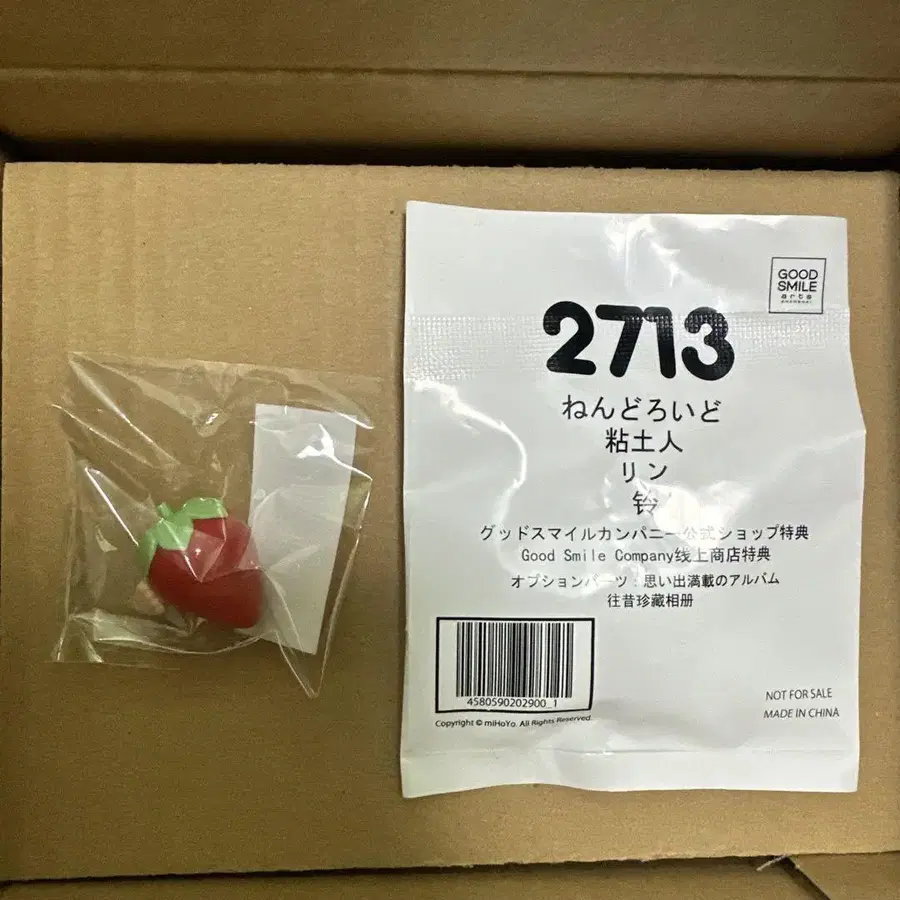 GOOD
SMILE
arts
SHANGHAI
2713
ねんどろいど
粘土人
リン
铃
グッドスマイルカンパニー公式ショップ特典
Good Smile Company线上商店特典
オプションパーツ：思い出満載のアルバム
往昔珍藏相册
4580590202900_1
Copyright © miHoYo. All Rights Reserved.
NOT FOR SALE
MADE IN CHINA